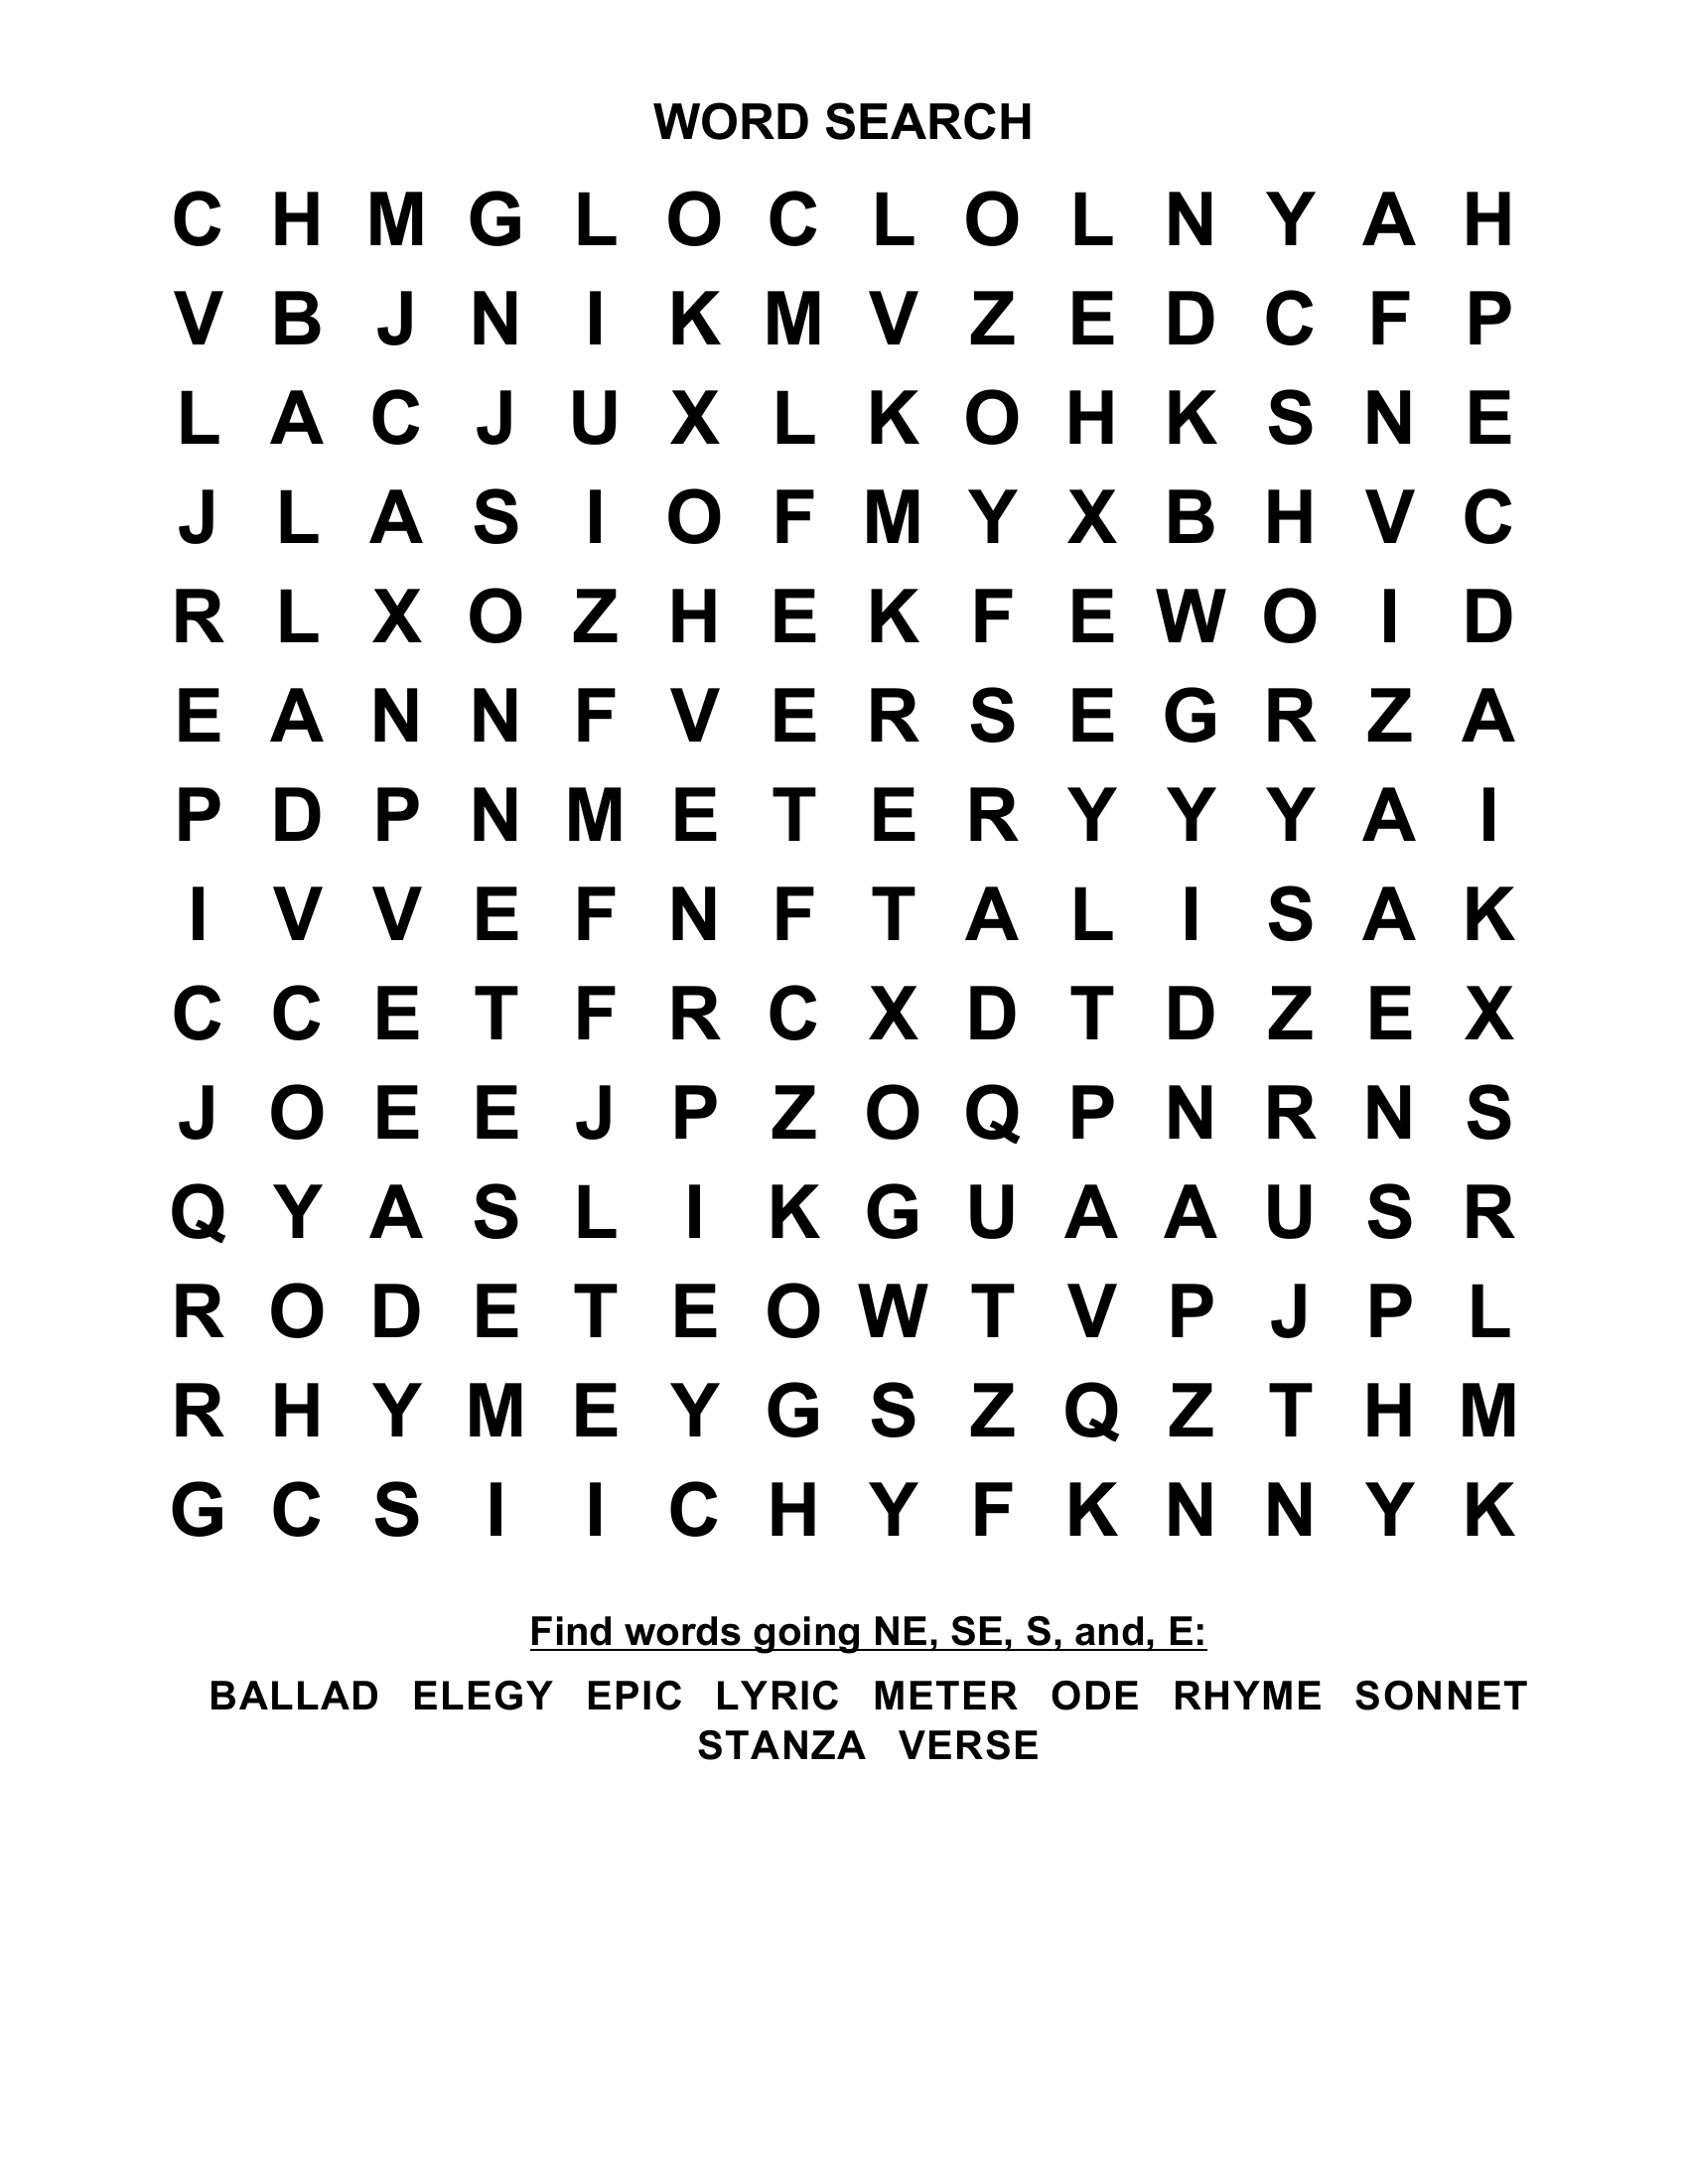 WORD SEARCH
C H M G L O C L O L N Y A H
V B J N I K M V Z E D C F P
L A C J U X L K O H K S N E
J L A S I O F M Y X B H V C
R L X O Z H E K F E W O I D
E A N N F V E R S E G R Z A
P D P N M E T E R Y Y Y A I
I V V E F N F T A L I S A K
C C E T F R C X D T D Z E X
J O E E J P Z O Q P N R N S
Q Y A S L I K G U A A U S R
R O D E T E O W T V P J P L
R H Y M E Y G S Z Q Z T H M
G C S I I C H Y F K N N Y K
Find words going NE, SE, S, and, E:
BALLAD ELEGY EPIC LYRIC METER ODE RHYME SONNET
STANZA VERSE